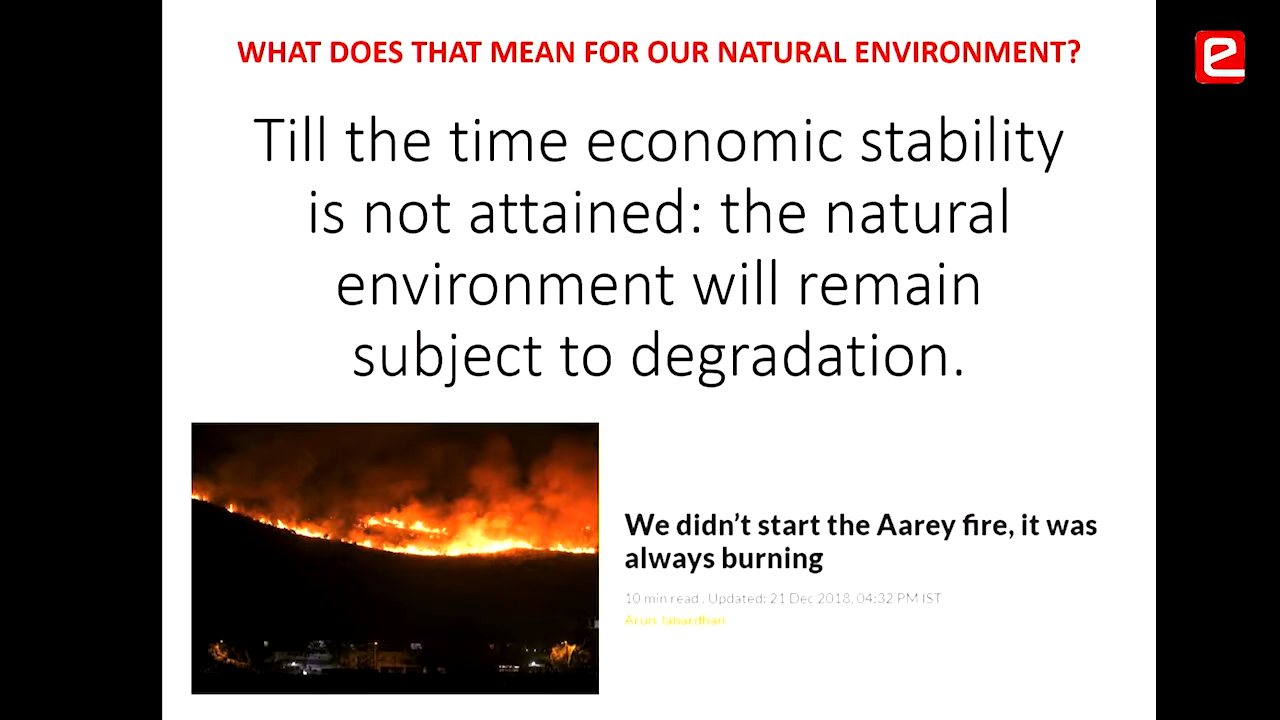 WHAT DOES THAT MEAN FOR OUR NATURAL ENVIRONMENT?
Till the time economic stability
is not attained: the natural
environment will remain
subject to degradation.
We didn’t start the Aarey fire, it was
always burning
10 min read . Updated: 21 Dec 2018, 04:32 PM IST
Arun Janardhan